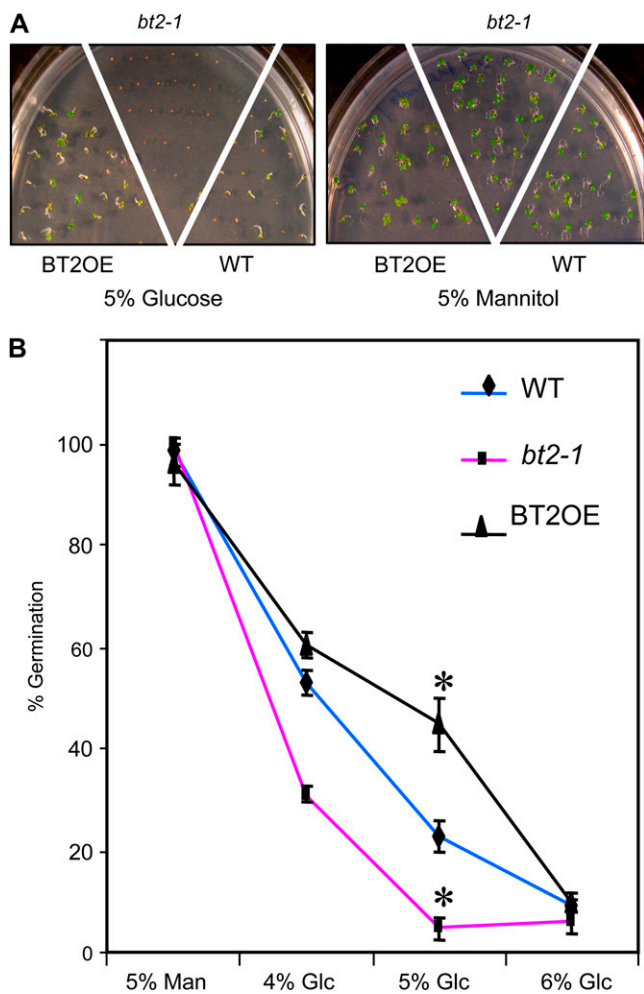 A
bt2-1
bt2-1
BT2OE
WT
BT2OE
WT
5% Glucose
5% Mannitol
B
WT
bt2-1
BT2OE
% Germination
100
80
60
40
20
0
*
*
5% Man
4% Glc
5% Glc
6% Glc